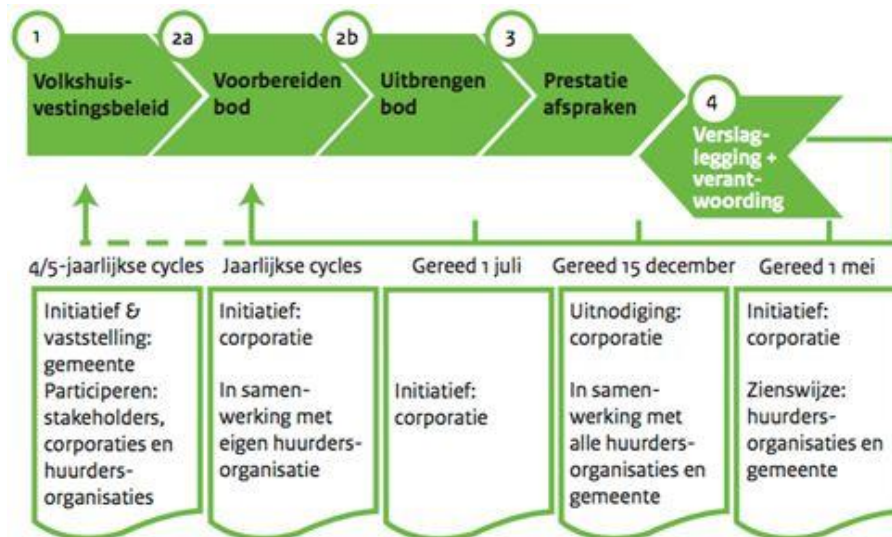 1
Volkshuis-
vestingsbeleid
2a
Voorbereiden
bod
2b
Uitbrengen
bod
3
Prestatie
afspraken
4
Verslag-
legging +
verant-
woording
4/5-jaarlijkse cycles
Jaarlijkse cycles
Gereed 1 juli
Gereed 15 december
Gereed 1 mei
Initiatief &
vaststelling:
gemeente
Participeren:
stakeholders,
corporaties en
huurders-
organisaties
Initiatief:
corporatie
In samen-
werking met
eigen huurders-
organisatie
Initiatief:
corporatie
Uitnodiging:
corporatie
In samen-
werking met
alle huurders-
organisaties en
gemeente
Initiatief:
corporatie
Zienswijze:
huurders-
organisaties en
gemeente